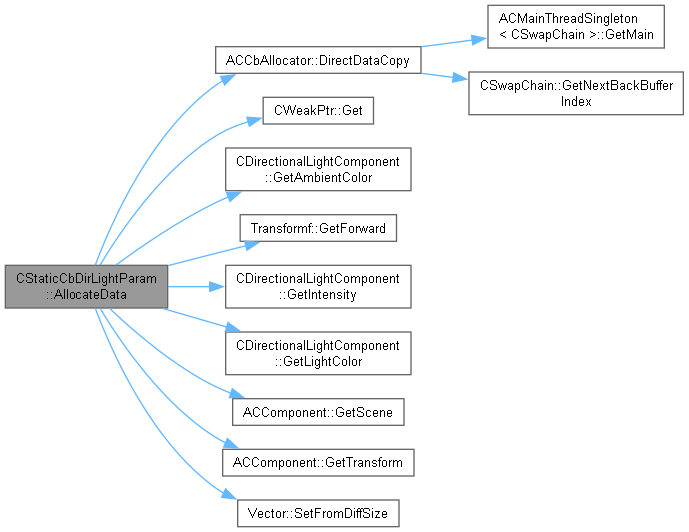 CStaticCbDirLightParam
::AllocateData
ACCbAllocator::DirectDataCopy
ACMainThreadSingleton
< CSwapChain >::GetMain
CSwapChain::GetNextBackBuffer
Index
CWeakPtr::Get
CDirectionalLightComponent
::GetAmbientColor
Transformf::GetForward
CDirectionalLightComponent
::GetIntensity
CDirectionalLightComponent
::GetLightColor
ACComponent::GetScene
ACComponent::GetTransform
Vector::SetFromDiffSize